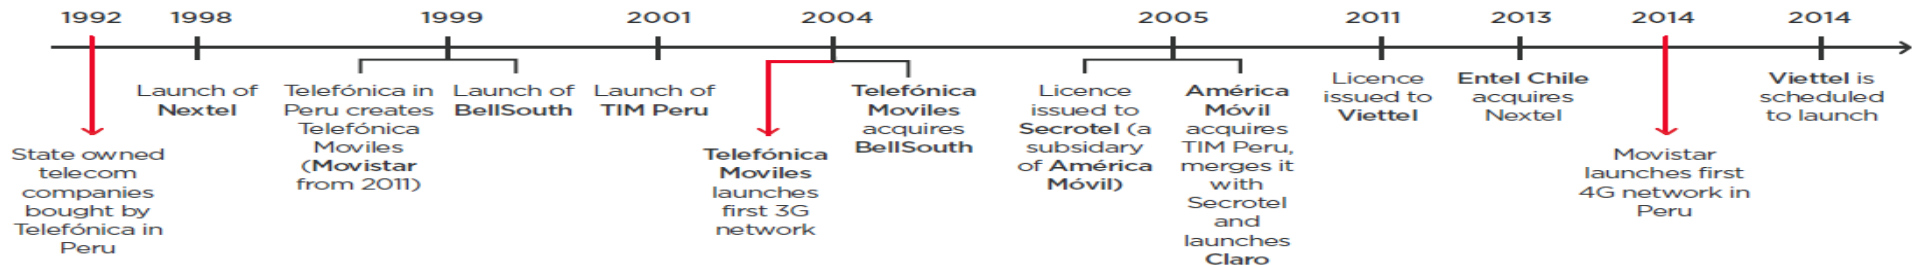 1992
1998
1999
2001
2004
2005
2011
2013
2014
2014
State owned
telecom
companies
bought by
Telefónica in
Peru
Launch of
Nextel
Telefónica in
Peru creates
Telefónica
Moviles
(Movistar
from 2011)
Launch of
BellSouth
Launch of
TIM Peru
Telefónica
Moviles
launches
first 3G
network
Telefónica
Moviles
acquires
BellSouth
Licence
issued to
Secrotel (a
subsidary
of América
Móvil)
América
Móvil
acquires
TIM Peru,
merges it
with
Secrotel
and
launches
Claro
Licence
issued to
Viettel
Entel Chile
acquires
Nextel
Movistar
launches first
4G network in
Peru
Viettel is
scheduled
to launch